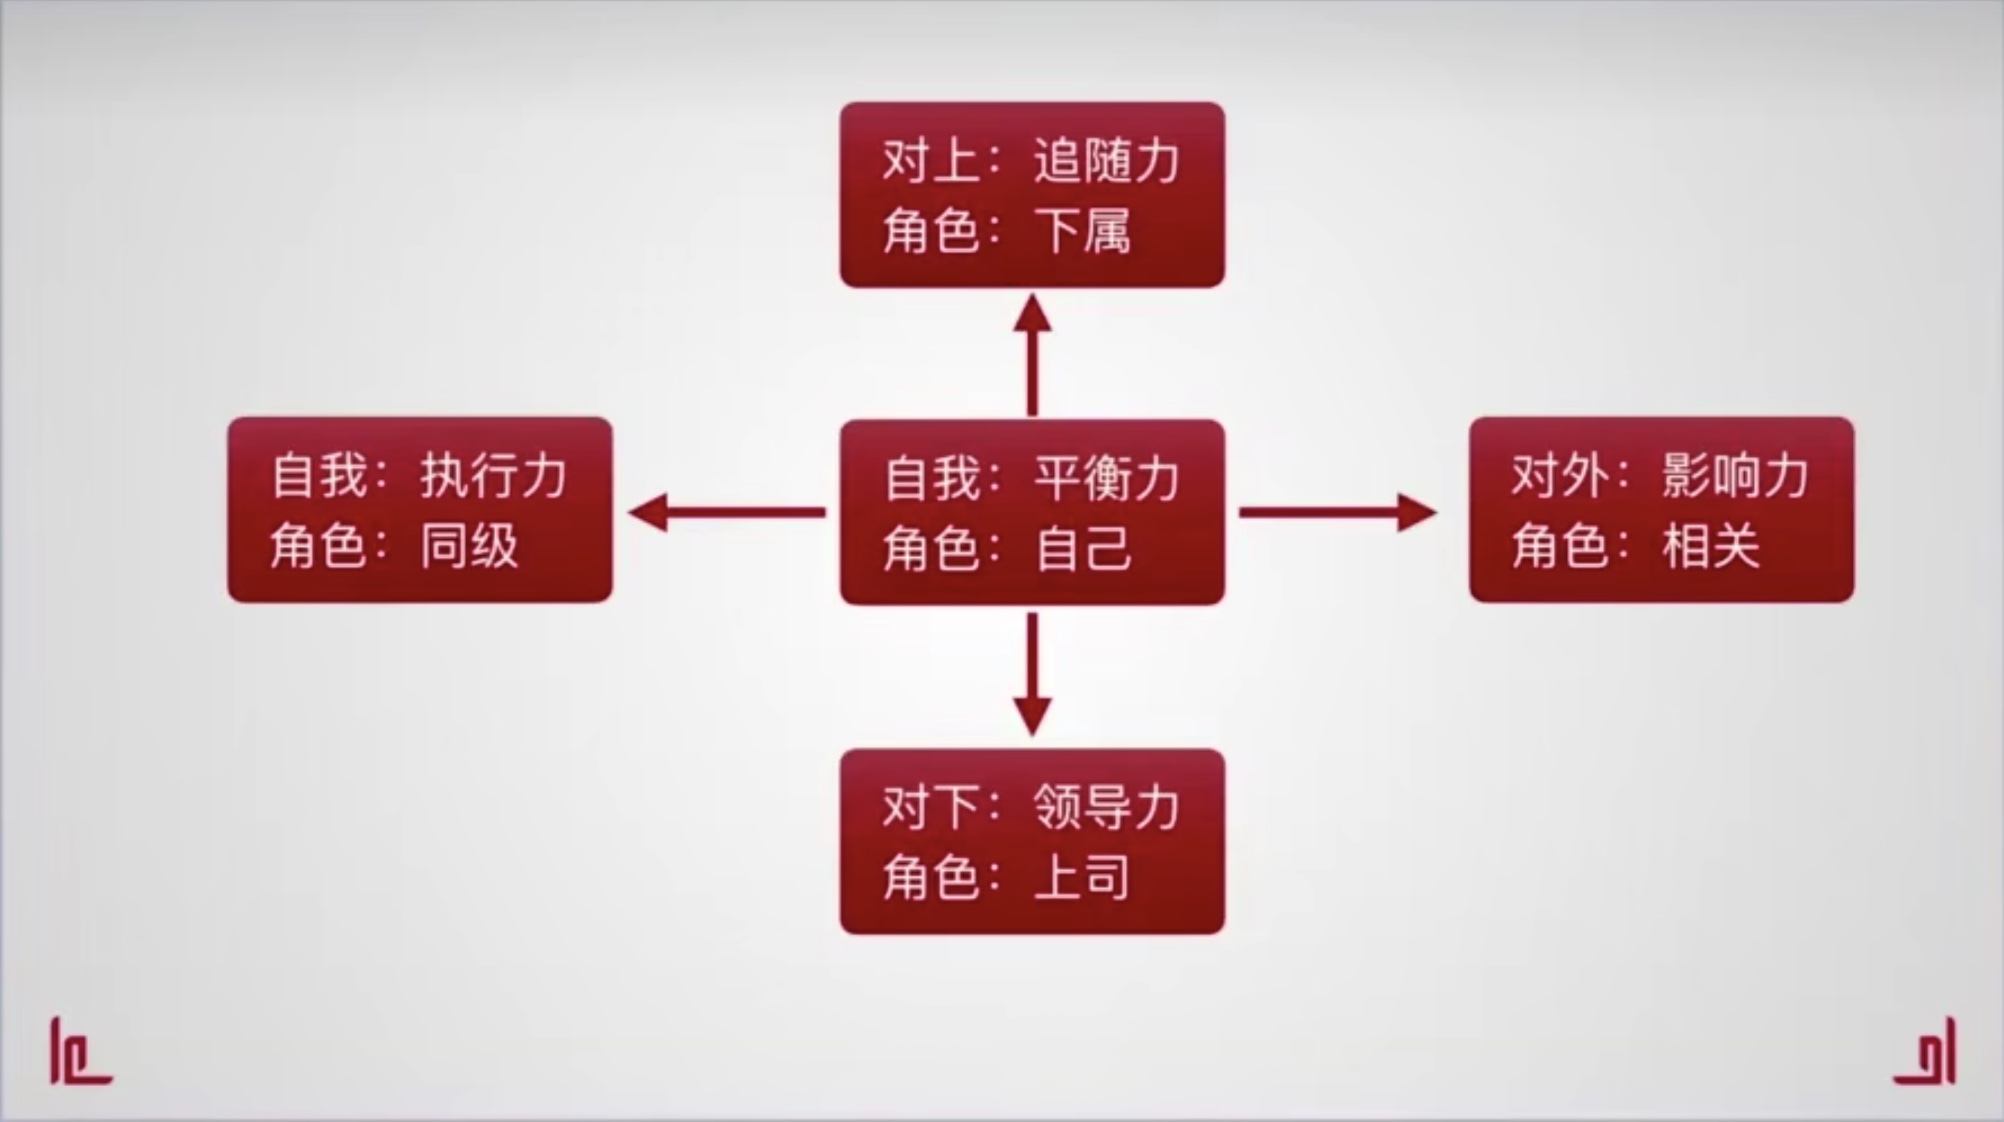 对上：追随力
角色：下属
自我：执行力
角色：同级
自我：平衡力
角色：自己
对外：影响力
角色：相关
对下：领导力
角色：上司